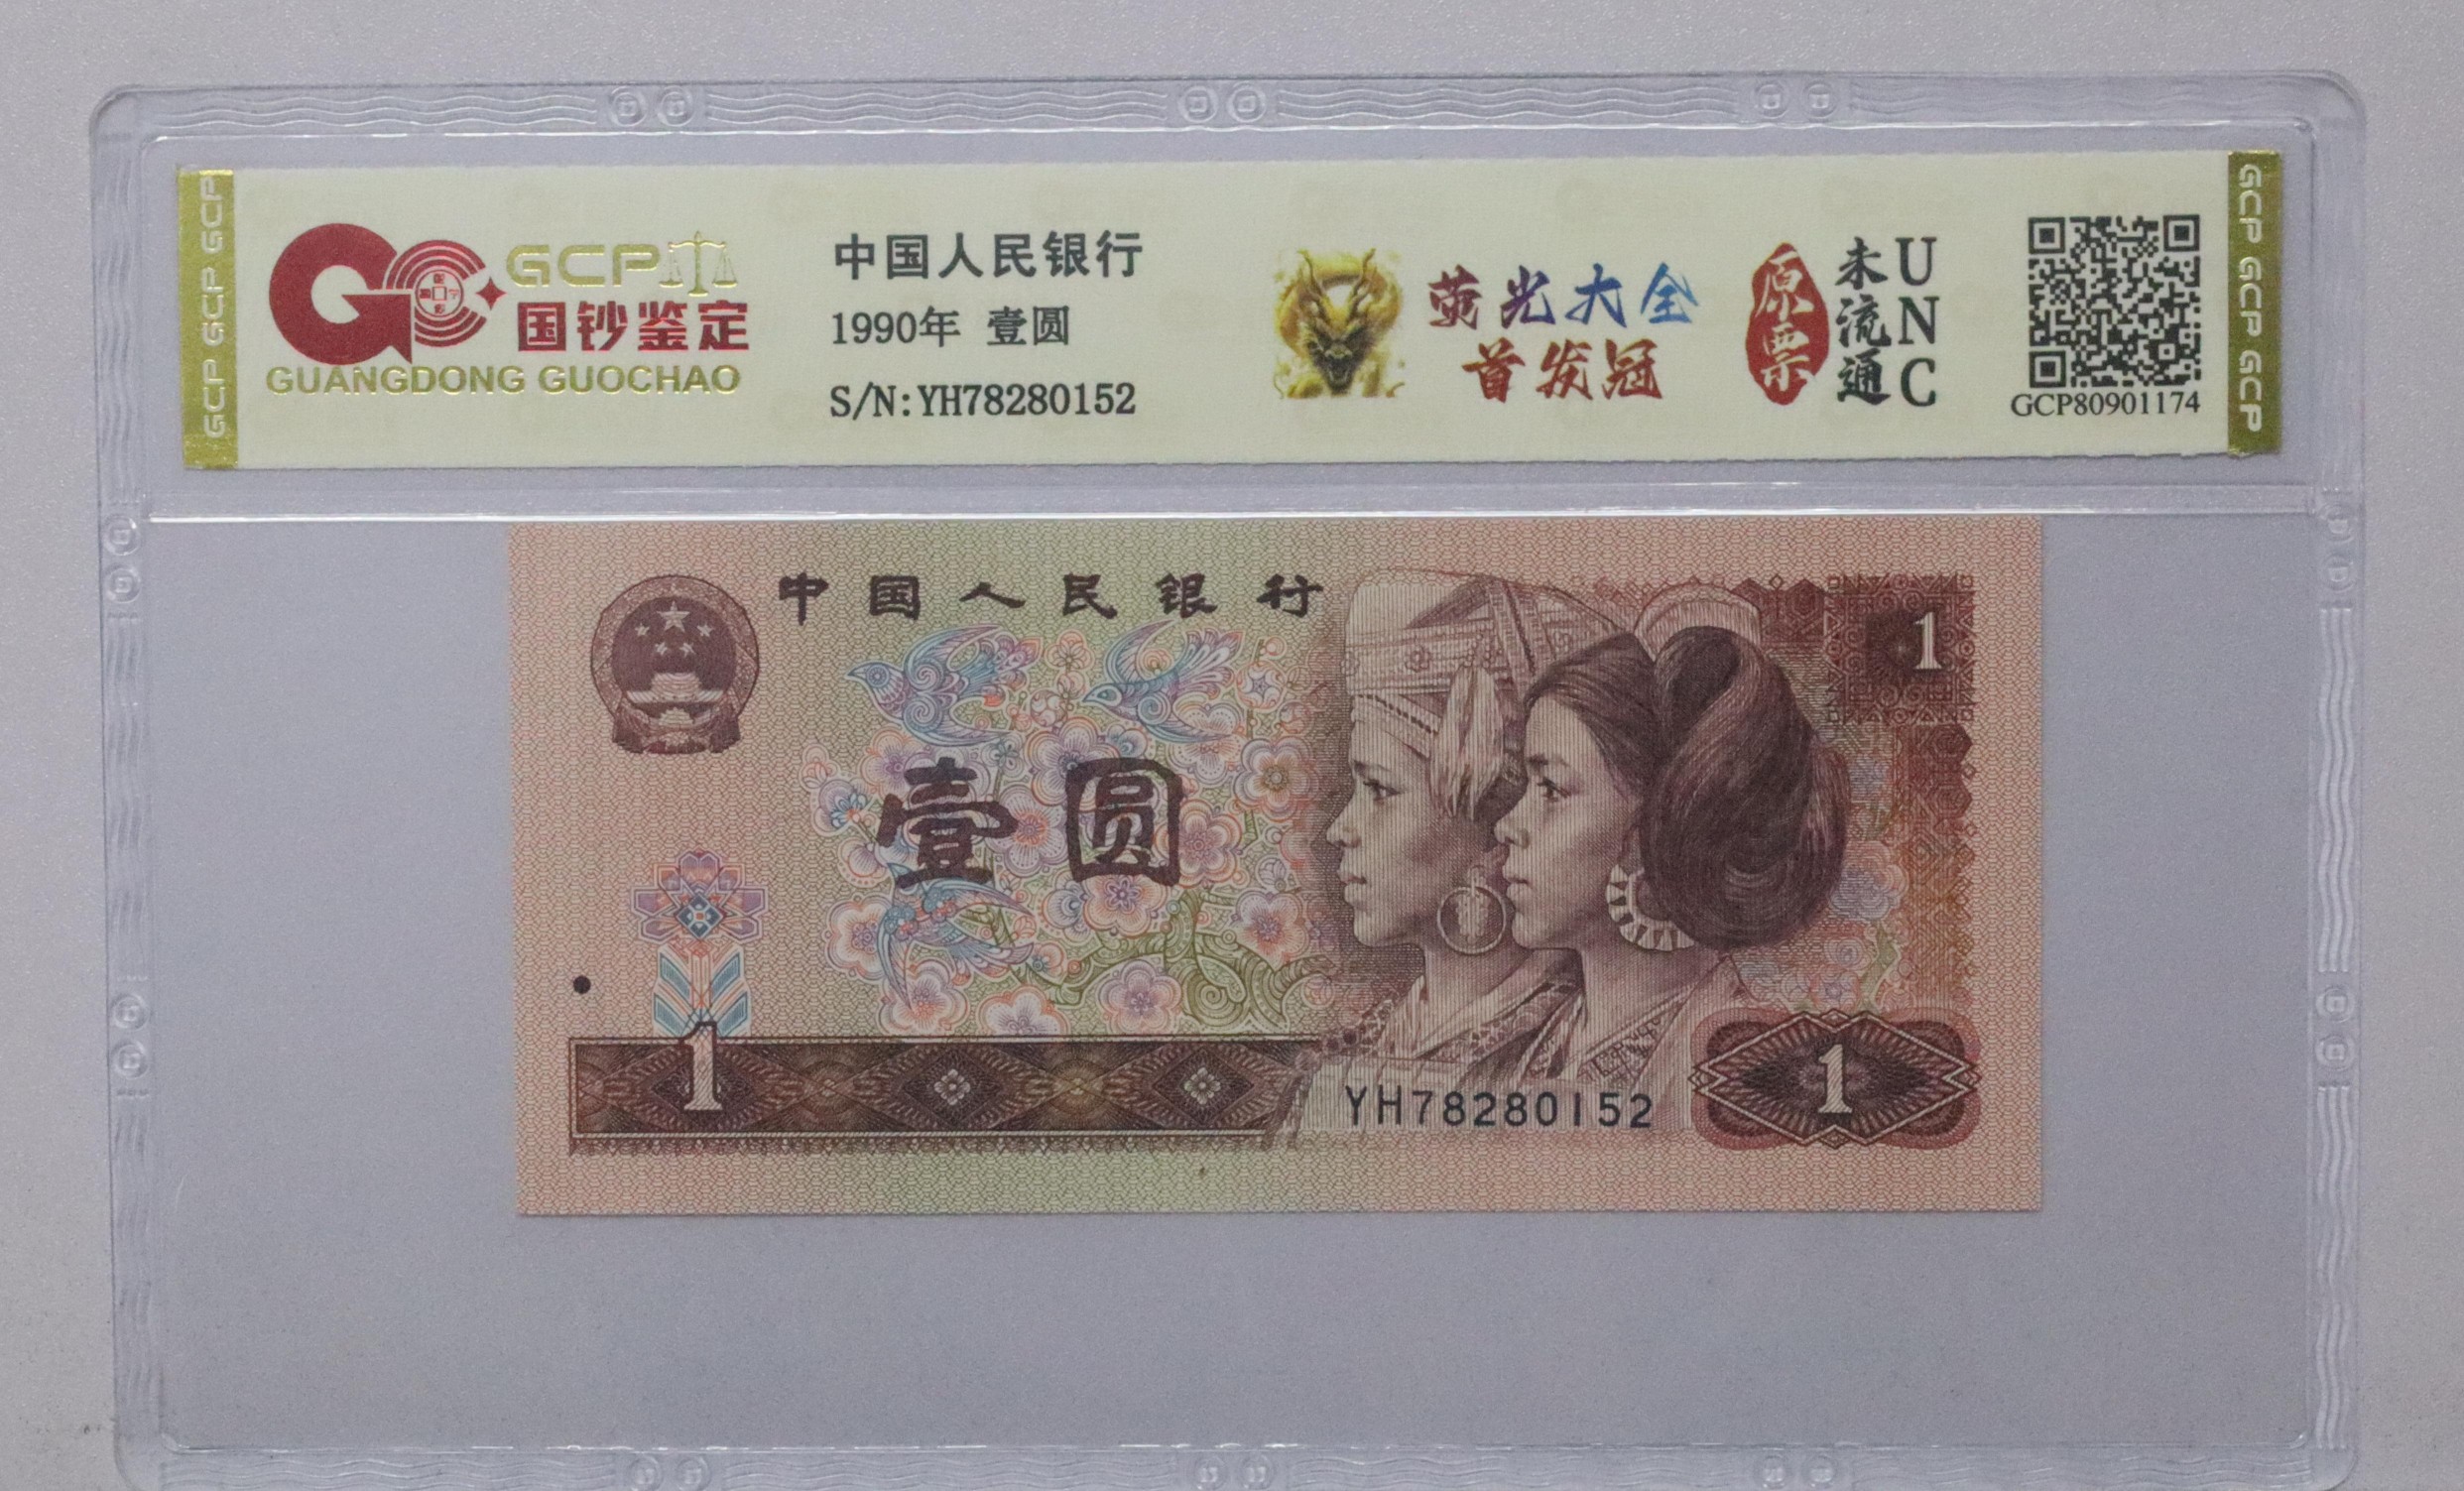 GCP GCP GCP
GCP
国钞鉴定
GUANGDONG GUOCHAO
中国人民银行
1990年 壹圆
S/N:YH78280152
荧光大全
首发冠
原票
未流通
UNC
GCP80901174
GCP GCP GCP
中国人民银行
1
壹圆
1
YH78280152
1